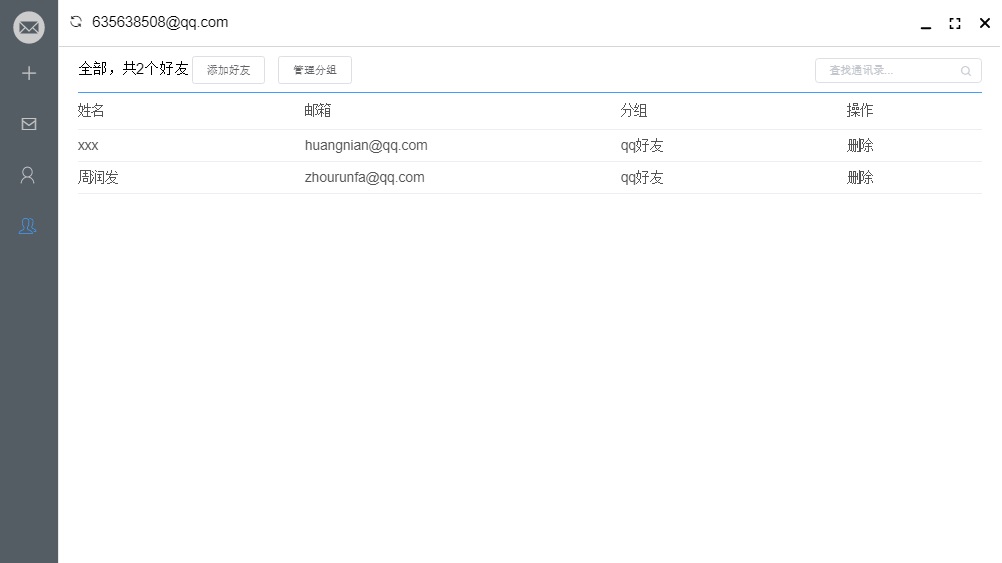 635638508@qq.com
全部，共2个好友 添加好友 管理分组 查找通讯录...
姓名 邮箱 分组 操作
xxx huangnian@qq.com qq好友 删除
周润发 zhourunfa@qq.com qq好友 删除